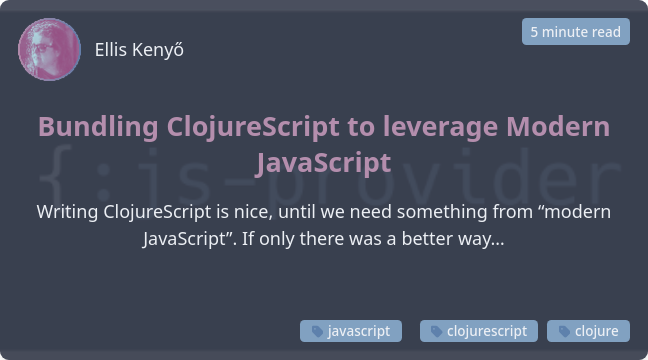 Ellis Kenyő
5 minute read
Bundling ClojureScript to leverage Modern
JavaScript
{:is-provider
Writing ClojureScript is nice, until we need something from “modern
JavaScript”. If only there was a better way…
javascript
clojurescript
clojure